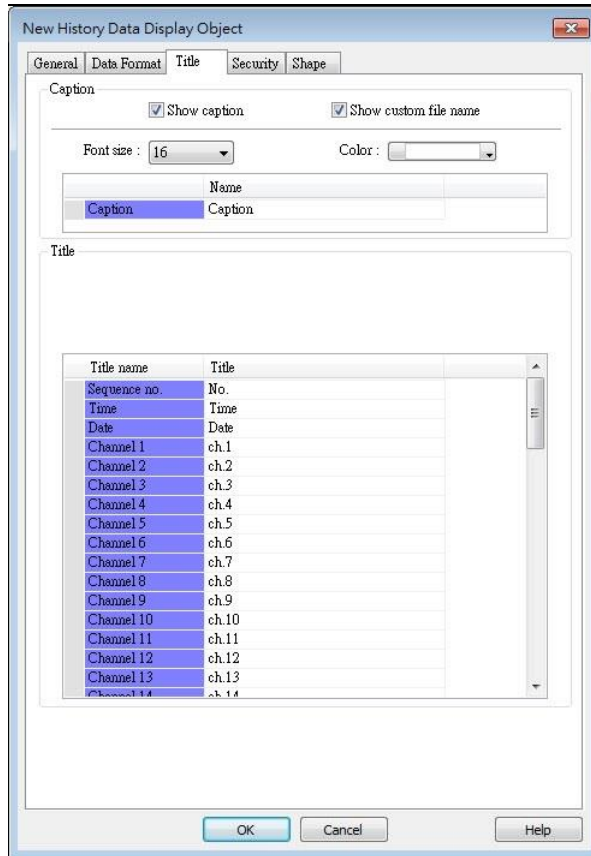 New History Data Display Object
General Data Format Title Security Shape
Caption
Show caption Show custom file name
Font size : 16 Color :
Name
Caption Caption
Title
Title name Title
Sequence no. No.
Time Time
Date Date
Channel 1 ch.1
Channel 2 ch.2
Channel 3 ch.3
Channel 4 ch.4
Channel 5 ch.5
Channel 6 ch.6
Channel 7 ch.7
Channel 8 ch.8
Channel 9 ch.9
Channel 10 ch.10
Channel 11 ch.11
Channel 12 ch.12
Channel 13 ch.13
Channel 14 ch.14
OK Cancel Help